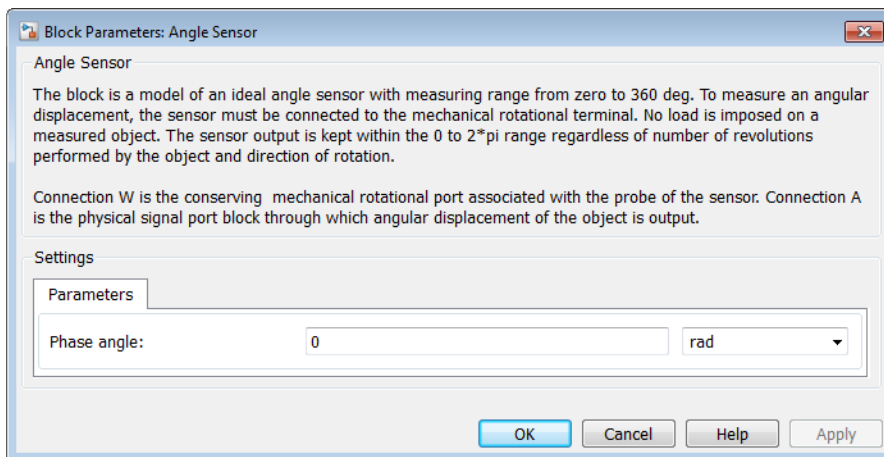 Block Parameters: Angle Sensor
Angle Sensor
The block is a model of an ideal angle sensor with measuring range from zero to 360 deg. To measure an angular
displacement, the sensor must be connected to the mechanical rotational terminal. No load is imposed on a
measured object. The sensor output is kept within the 0 to 2*pi range regardless of number of revolutions
performed by the object and direction of rotation.
Connection W is the conserving  mechanical rotational port associated with the probe of the sensor. Connection A
is the physical signal port block through which angular displacement of the object is output.
Settings
Parameters
Phase angle: 0 rad
OK Cancel Help Apply